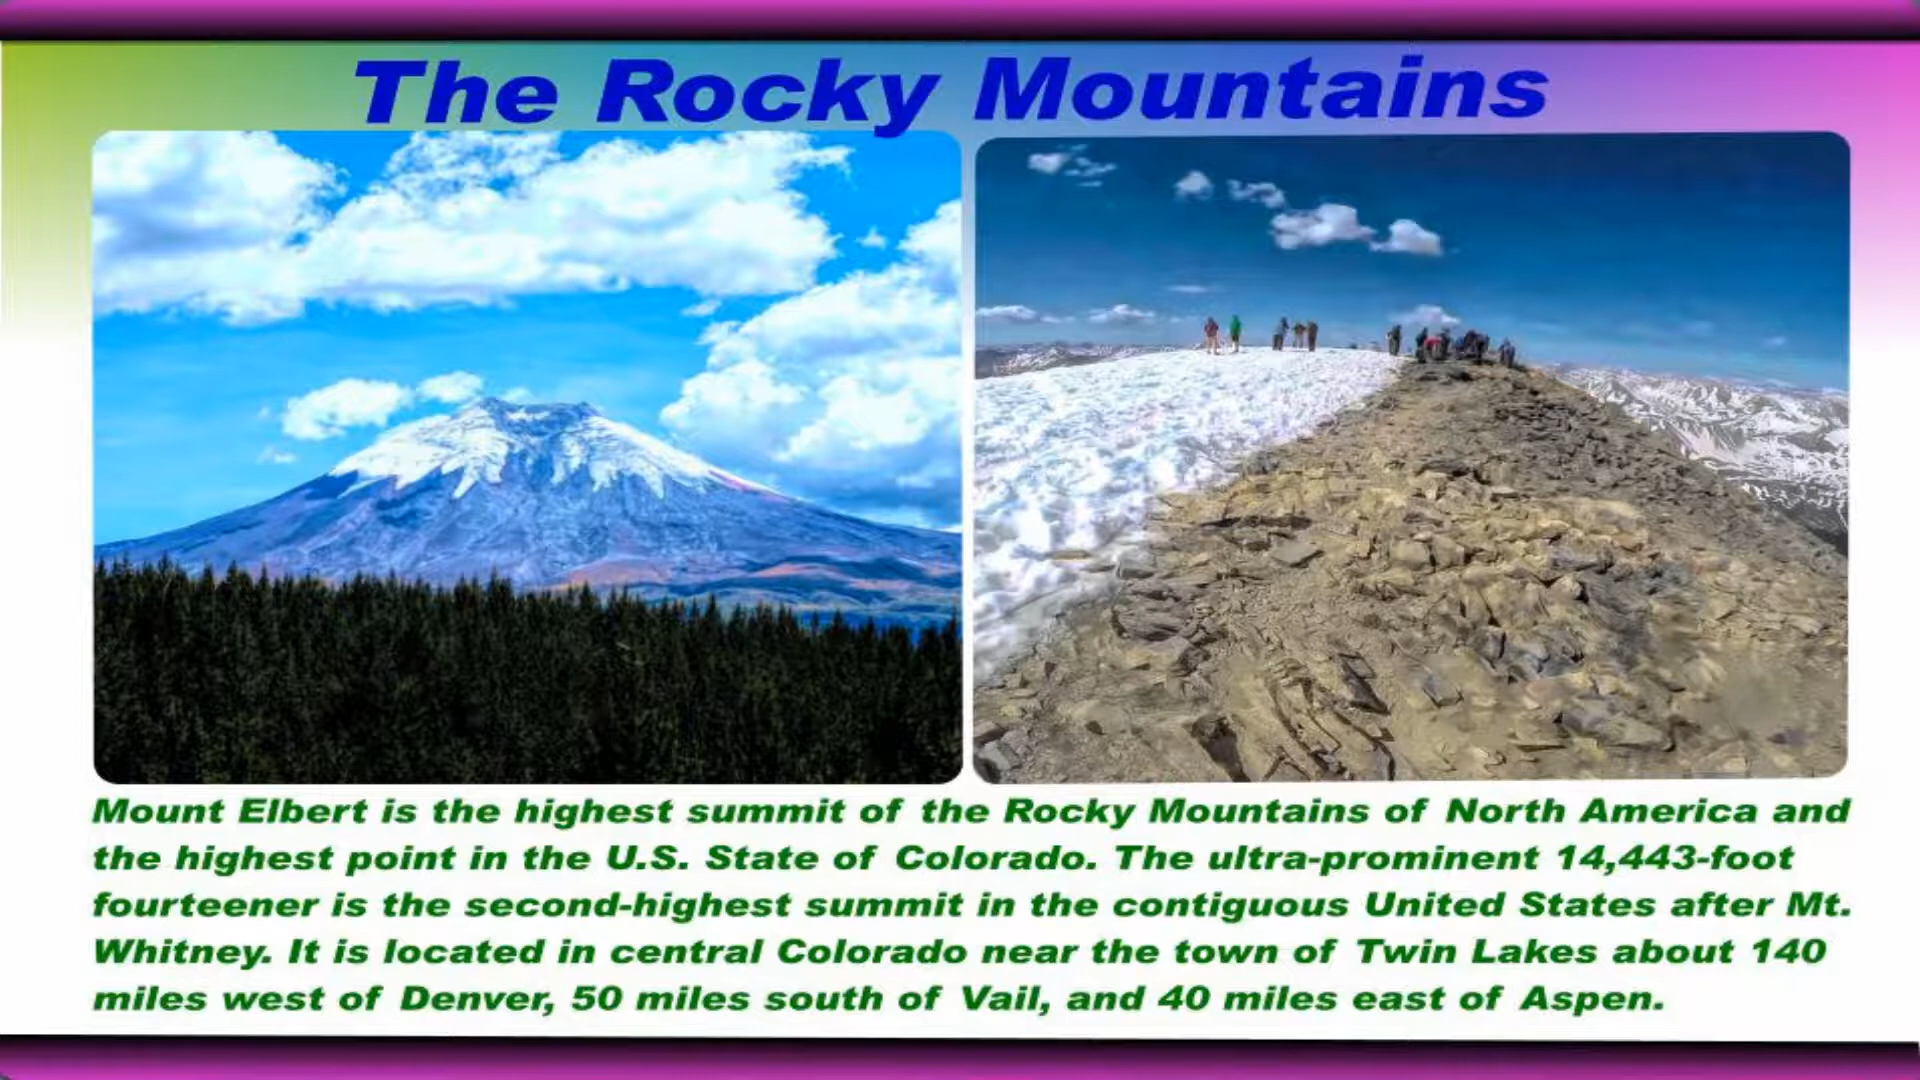 The Rocky Mountains
Mount Elbert is the highest summit of the Rocky Mountains of North America and
the highest point in the U.S. State of Colorado. The ultra-prominent 14,443-foot
fourteener is the second-highest summit in the contiguous United States after Mt.
Whitney. It is located in central Colorado near the town of Twin Lakes about 140
miles west of Denver, 50 miles south of Vail, and 40 miles east of Aspen.